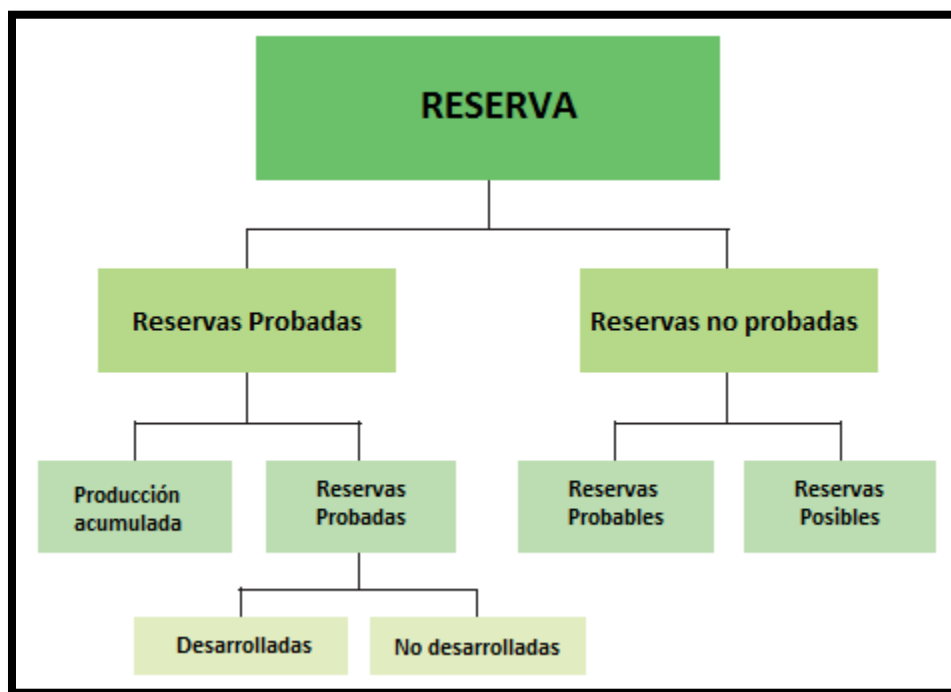 RESERVA
Reservas Probadas
Reservas no probadas
Producción
acumulada
Reservas
Probadas
Reservas
Probables
Reservas
Posibles
Desarrolladas
No desarrolladas